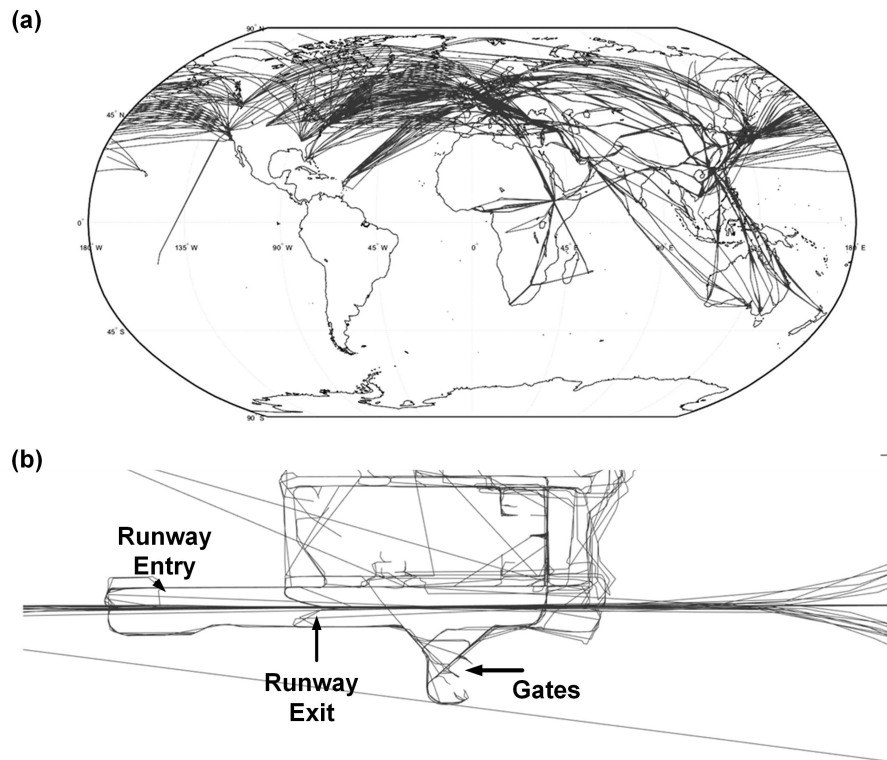 (a)
90° N
45° N
0°
180° W
135° W
90° W
45° W
0°
45° E
90° E
180° E
45° S
90° S
(b)
Runway
Entry
Runway
Exit
Gates